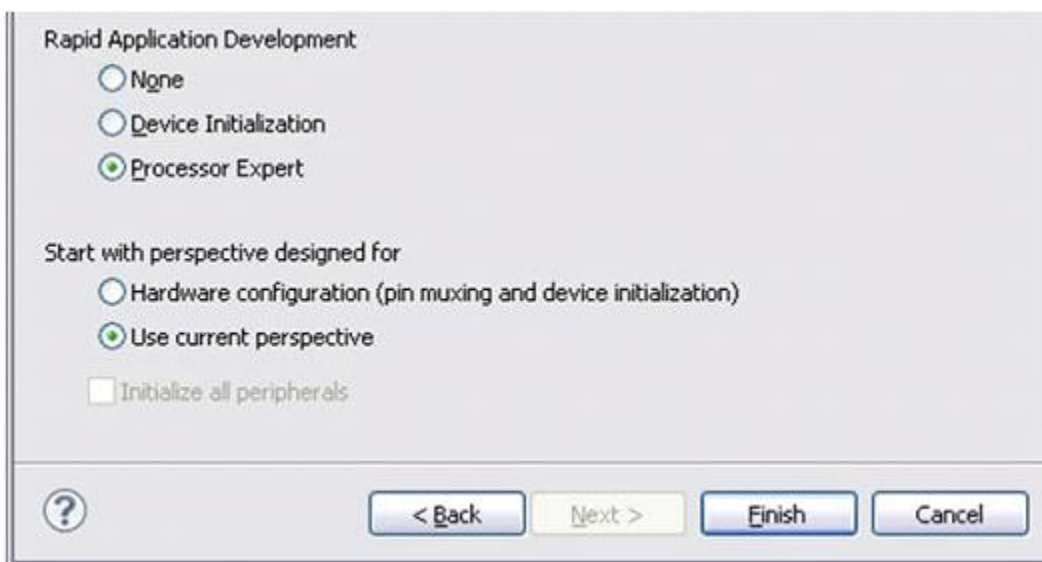 Rapid Application Development
None
Device Initialization
Processor Expert
Start with perspective designed for
Hardware configuration (pin muxing and device initialization)
Use current perspective
Initialize all peripherals
?
< Back Next > Finish Cancel